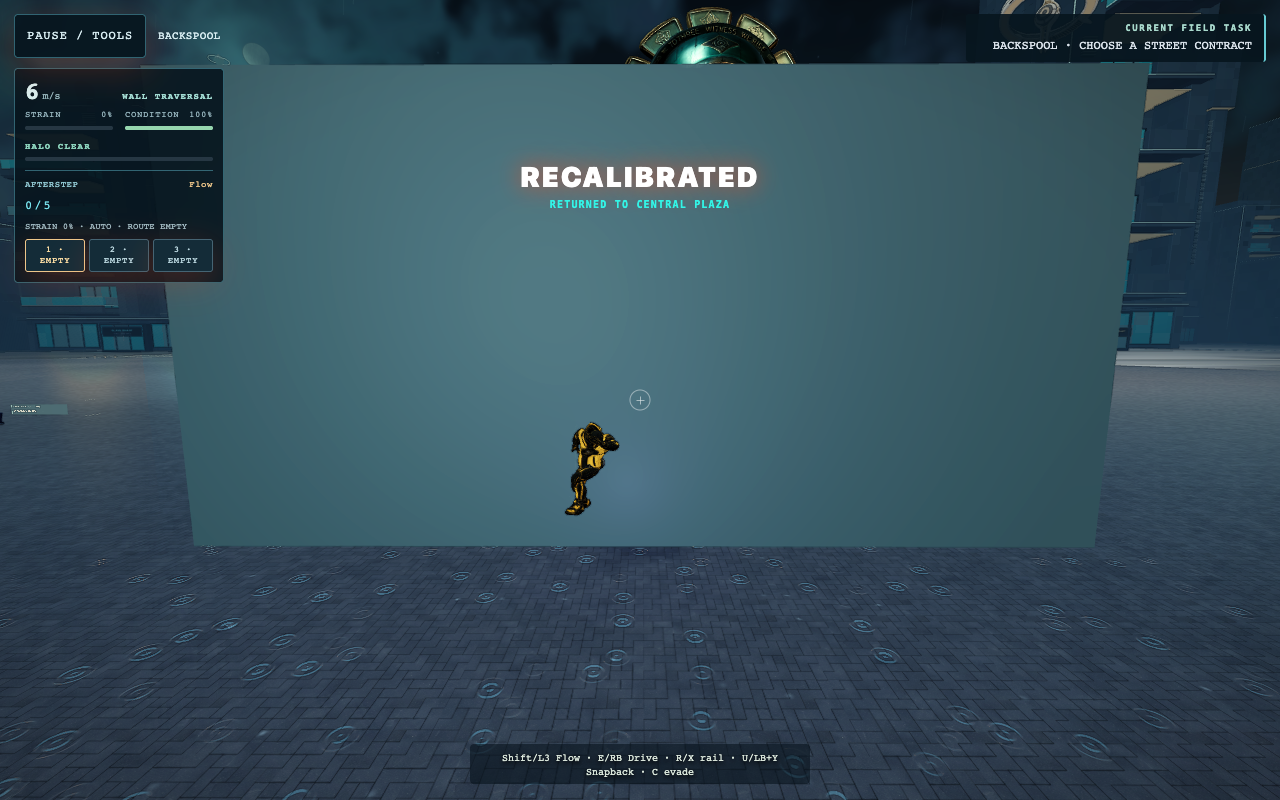 PAUSE / TOOLS
BACKSPOOL
CURRENT FIELD TASK
BACKSPOOL · CHOOSE A STREET CONTRACT
6 m/s
WALL TRAVERSAL
STRAIN 0%
CONDITION 100%
HALO CLEAR
AFTERSTEP
Flow
0/5
STRAIN 0% · AUTO · ROUTE EMPTY
1 ·
EMPTY
2 ·
EMPTY
3 ·
EMPTY
RECALIBRATED
RETURNED TO CENTRAL PLAZA
Shift/L3 Flow · E/RB Drive · R/X rail · U/LB+Y
Snapback · C evade